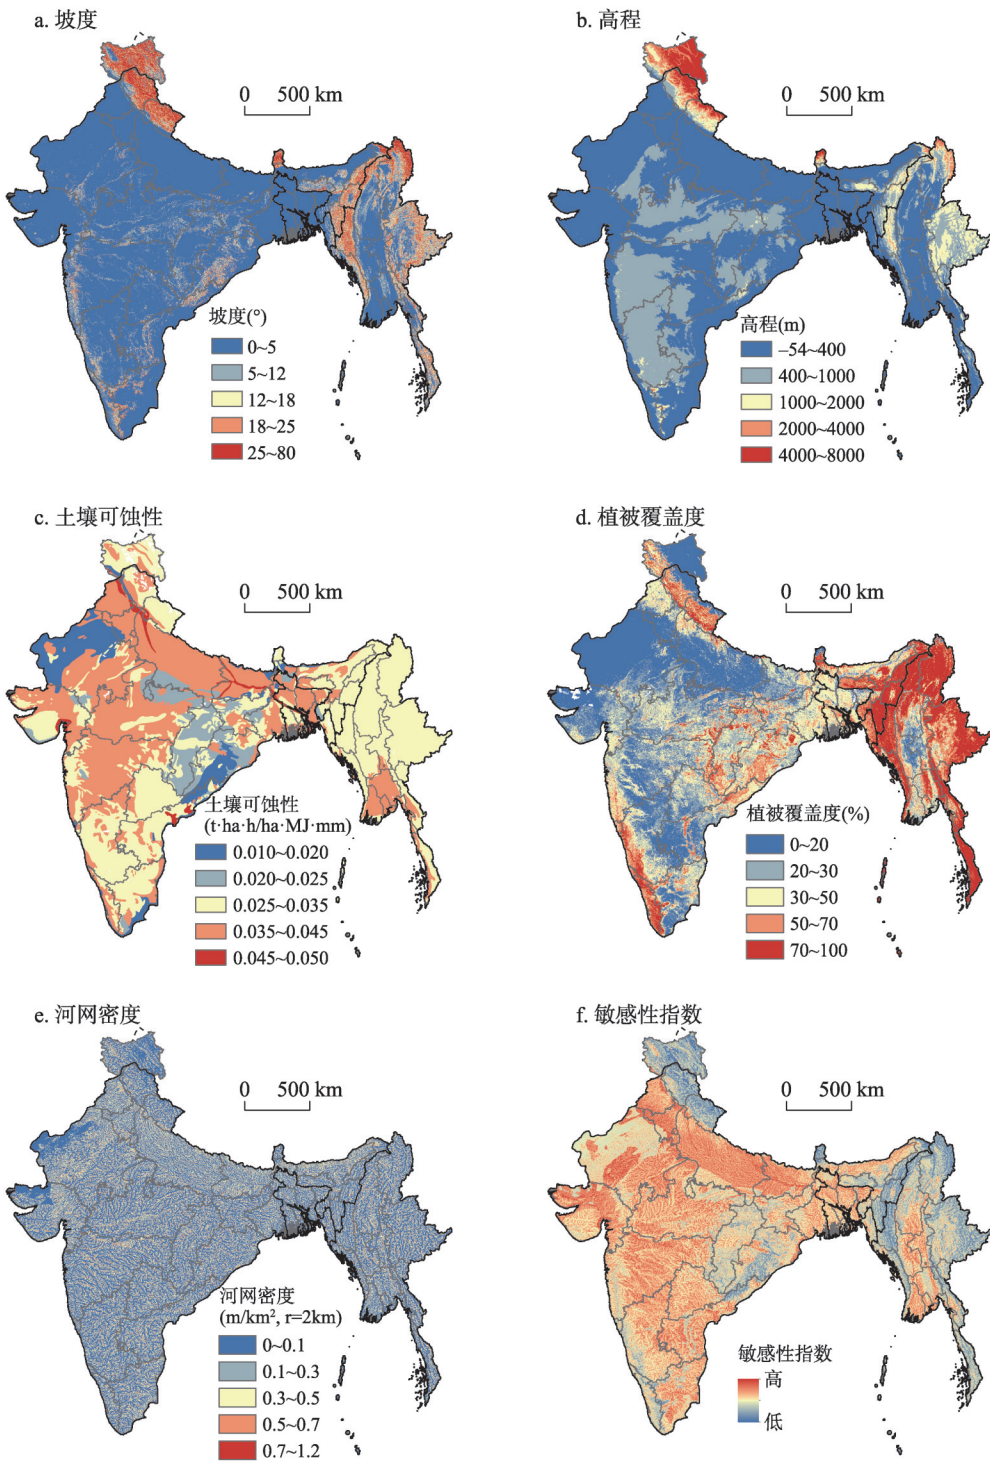 a. 坡度
0 500 km
坡度(°)
0~5
5~12
12~18
18~25
25~80
b. 高程
0 500 km
高程(m)
–54~400
400~1000
1000~2000
2000~4000
4000~8000
c. 土壤可蚀性
0 500 km
土壤可蚀性
(t·ha·h/ha·MJ·mm)
0.010~0.020
0.020~0.025
0.025~0.035
0.035~0.045
0.045~0.050
d. 植被覆盖度
0 500 km
植被覆盖度(%)
0~20
20~30
30~50
50~70
70~100
e. 河网密度
0 500 km
河网密度
(m/km², r=2km)
0~0.1
0.1~0.3
0.3~0.5
0.5~0.7
0.7~1.2
f. 敏感性指数
0 500 km
敏感性指数
高
低